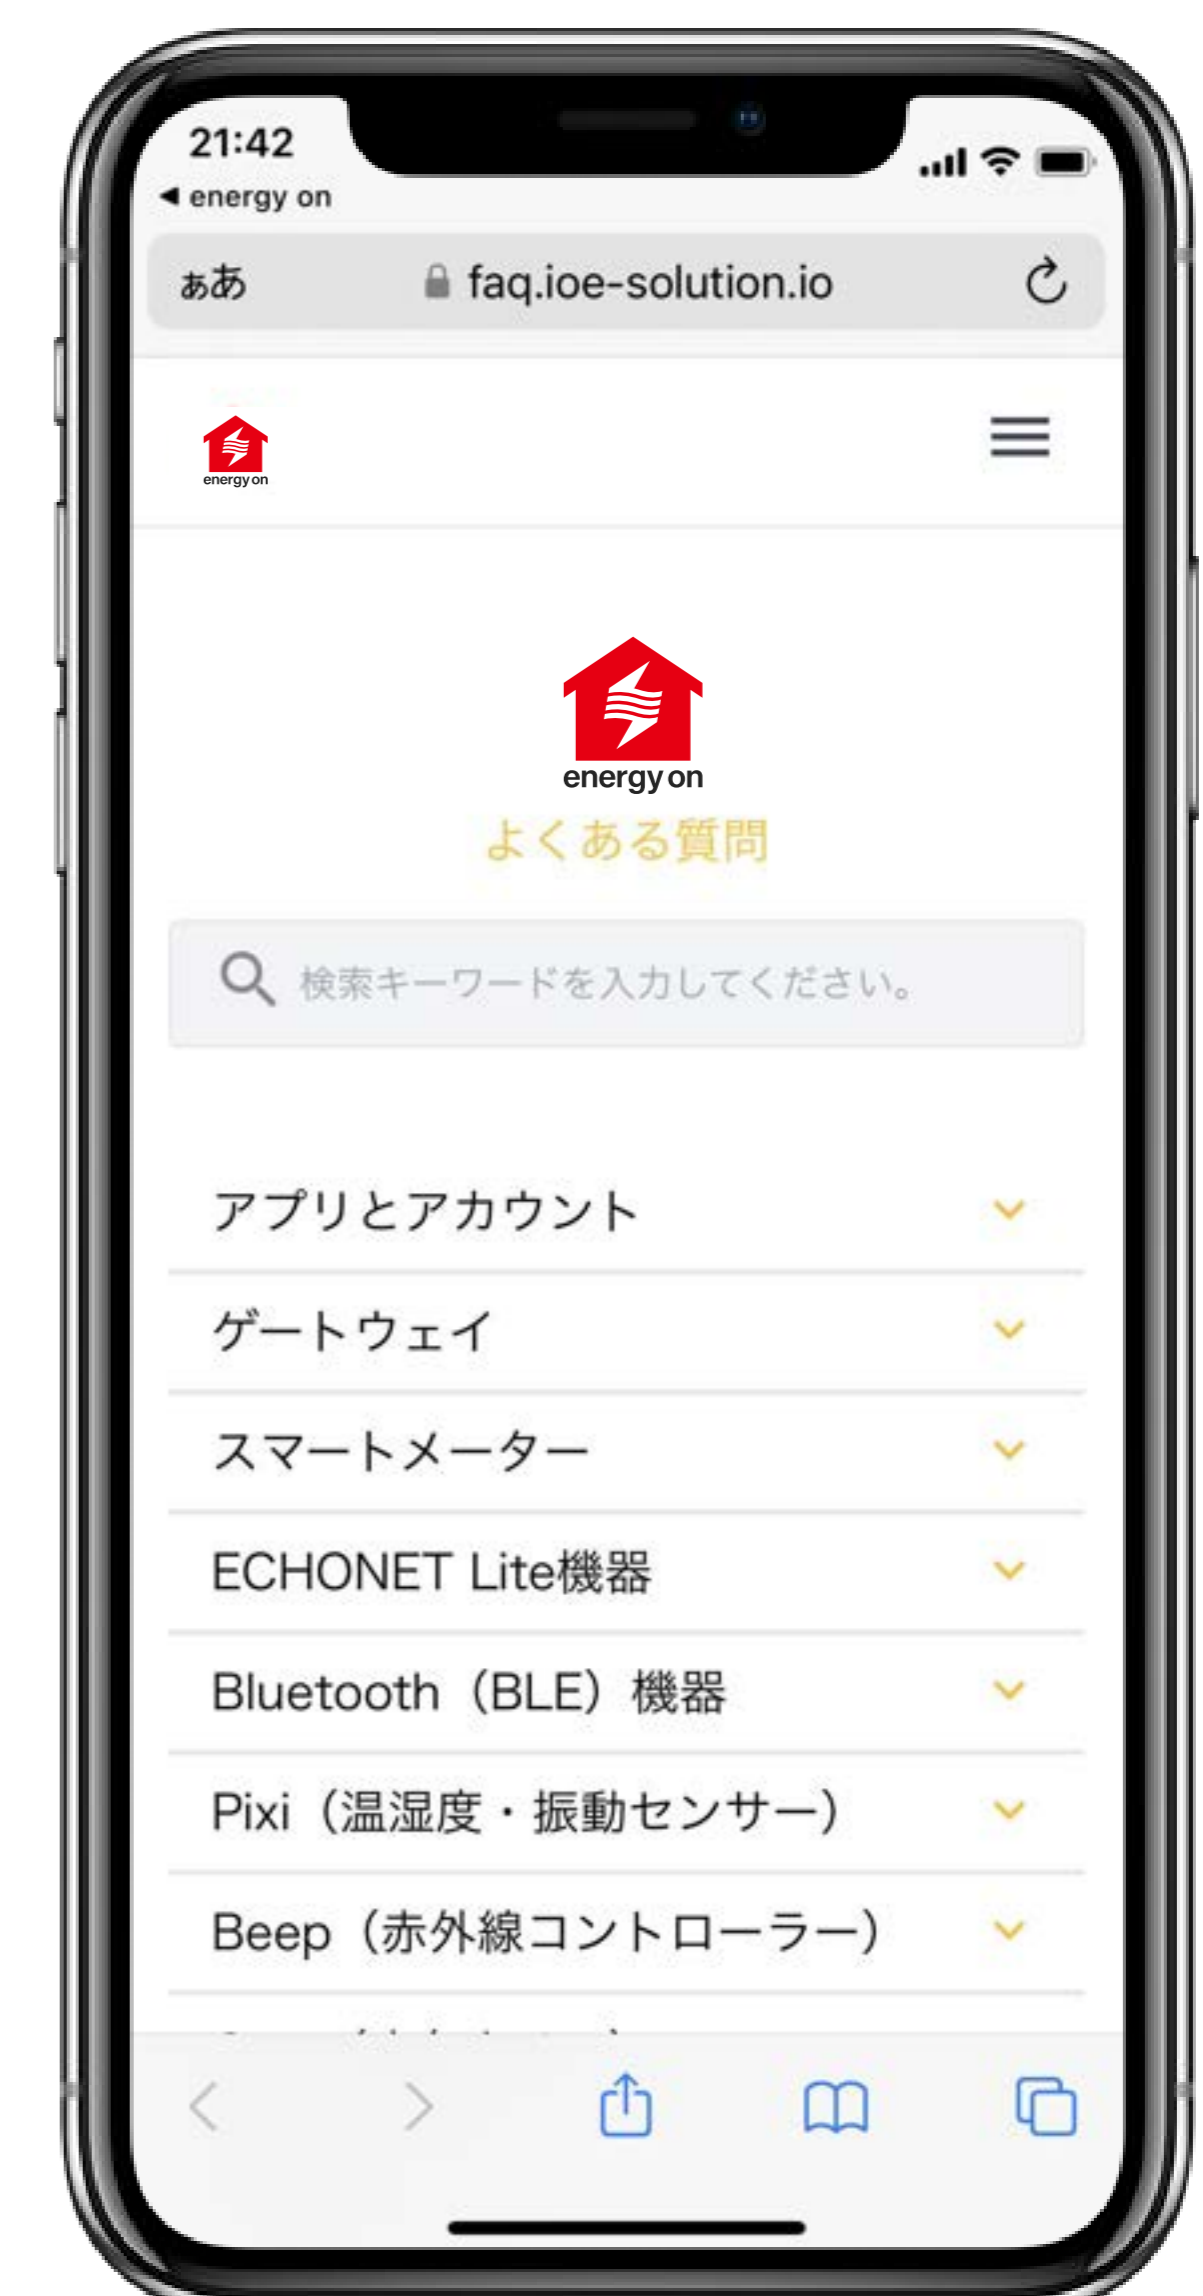 21:42
◀ energy on
ぁあ faq.ioe-solution.io
energy on
energy on
よくある質問
検索キーワードを入力してください。
アプリとアカウント
ゲートウェイ
スマートメーター
ECHONET Lite機器
Bluetooth（BLE）機器
Pixi（温湿度・振動センサー）
Beep（赤外線コントローラー）